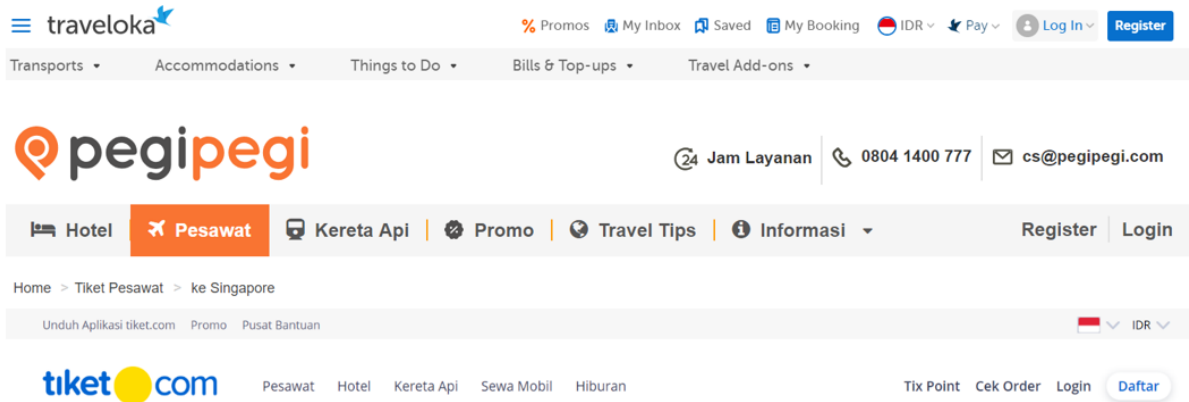 traveloka % Promos My Inbox Saved My Booking IDR Pay Log In Register
Transports Accommodations Things to Do Bills & Top-ups Travel Add-ons
pegipegi 24 Jam Layanan 0804 1400 777 cs@pegipegi.com
Hotel Pesawat Kereta Api Promo Travel Tips Informasi Register Login
Home > Tiket Pesawat > ke Singapore
Unduh Aplikasi tiket.com Promo Pusat Bantuan IDR
tiket com Pesawat Hotel Kereta Api Sewa Mobil Hiburan Tix Point Cek Order Login Daftar